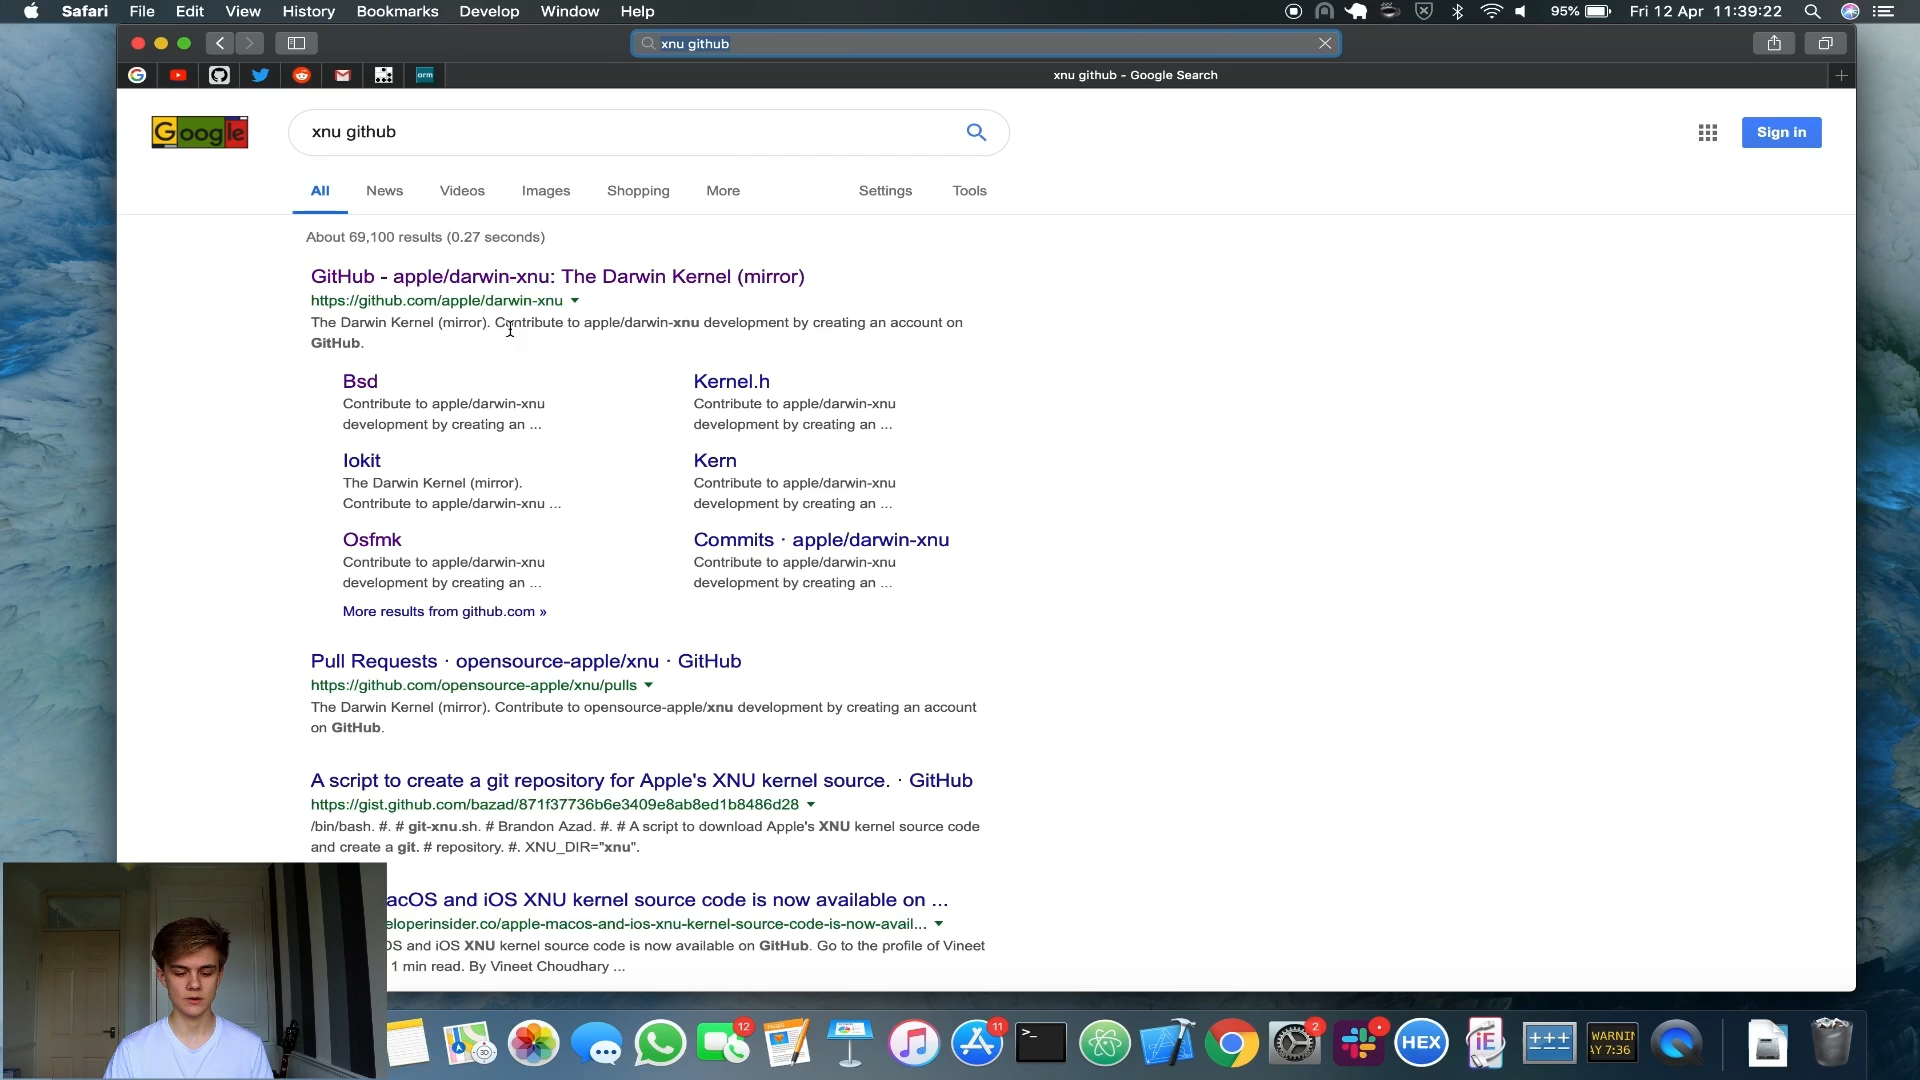 Safari File Edit View History Bookmarks Develop Window Help 95% Fri 12 Apr 11:39:22
xnu github
arm xnu github - Google Search
Google xnu github Sign in
All News Videos Images Shopping More Settings Tools
About 69,100 results (0.27 seconds)
GitHub - apple/darwin-xnu: The Darwin Kernel (mirror)
https://github.com/apple/darwin-xnu
The Darwin Kernel (mirror). Contribute to apple/darwin-xnu development by creating an account on
GitHub.
Bsd
Contribute to apple/darwin-xnu
development by creating an ...
Kernel.h
Contribute to apple/darwin-xnu
development by creating an ...
Iokit
The Darwin Kernel (mirror).
Contribute to apple/darwin-xnu ...
Kern
Contribute to apple/darwin-xnu
development by creating an ...
Osfmk
Contribute to apple/darwin-xnu
development by creating an ...
Commits · apple/darwin-xnu
Contribute to apple/darwin-xnu
development by creating an ...
More results from github.com »
Pull Requests · opensource-apple/xnu · GitHub
https://github.com/opensource-apple/xnu/pulls
The Darwin Kernel (mirror). Contribute to opensource-apple/xnu development by creating an account
on GitHub.
A script to create a git repository for Apple's XNU kernel source. · GitHub
https://gist.github.com/bazad/871f37736b6e3409e8ab8ed1b8486d28
/bin/bash. #. # git-xnu.sh. # Brandon Azad. #. # A script to download Apple's XNU kernel source code
and create a git. # repository. #. XNU_DIR="xnu".
acOS and iOS XNU kernel source code is now available on ...
eloperinsider.co/apple-macos-and-ios-xnu-kernel-source-code-is-now-avail...
OS and iOS XNU kernel source code is now available on GitHub. Go to the profile of Vineet
1 min read. By Vineet Choudhary ...
3D 12 PAGES 11 >_ 2 HEX iE +++ WARNIN
AY 7:36